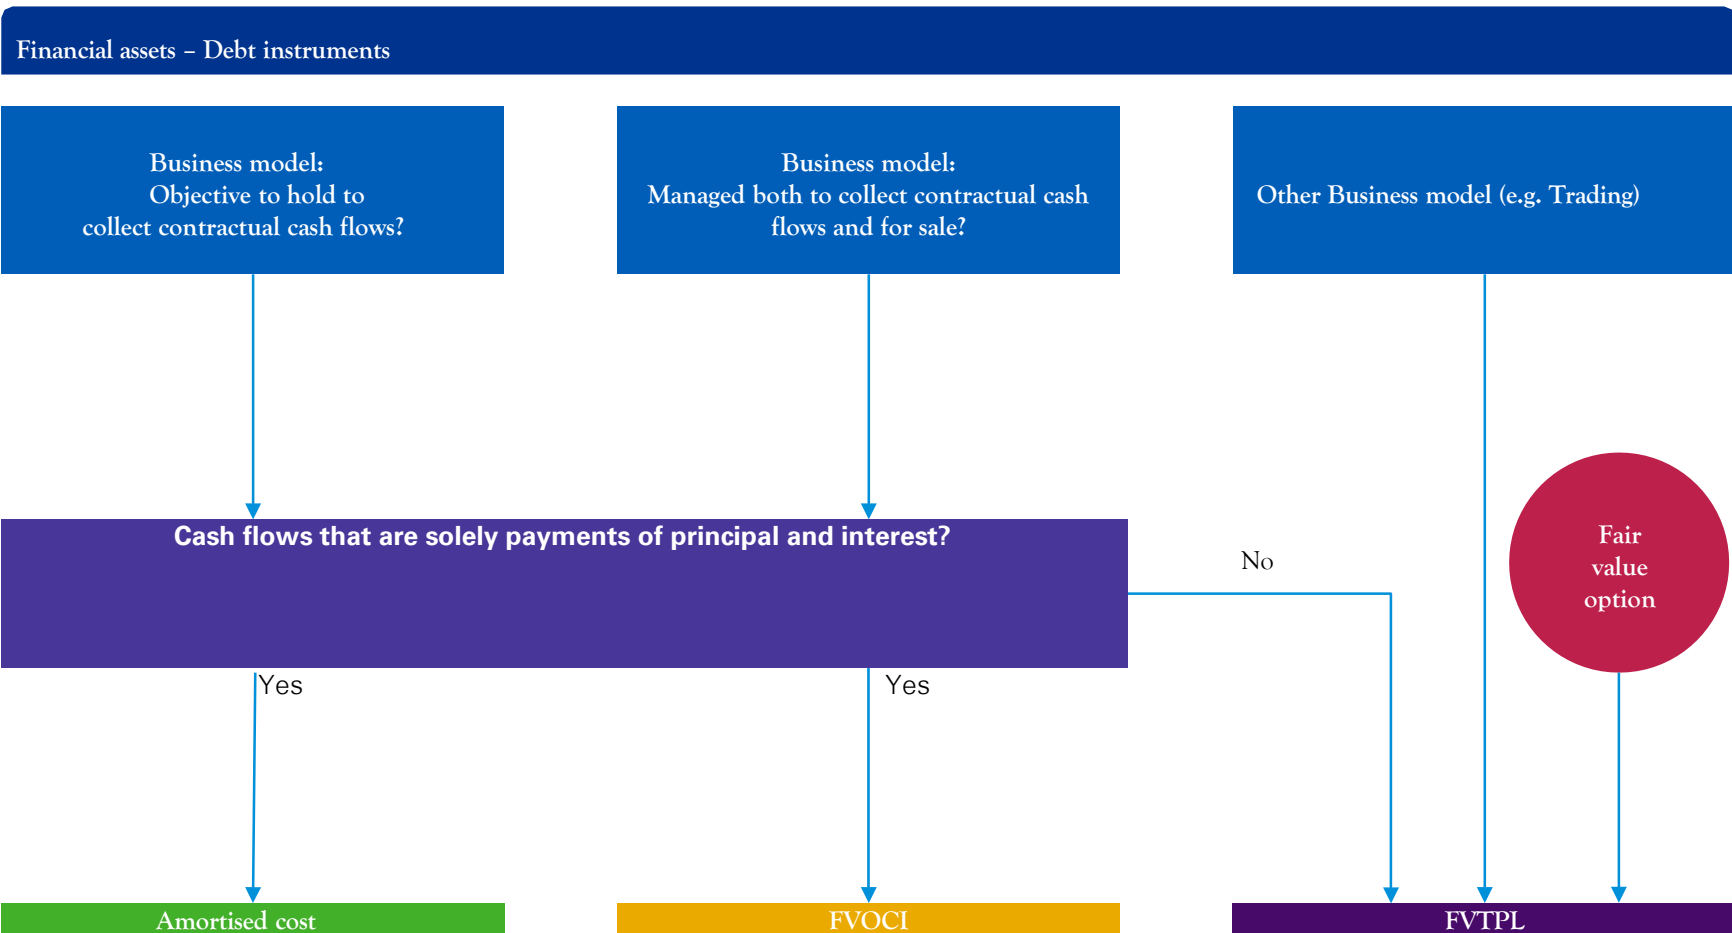 Financial assets – Debt instruments
Business model:
Objective to hold to
collect contractual cash flows?
Business model:
Managed both to collect contractual cash
flows and for sale?
Other Business model (e.g. Trading)
Cash flows that are solely payments of principal and interest?
No
Fair
value
option
Yes
Yes
Amortised cost
FVOCI
FVTPL